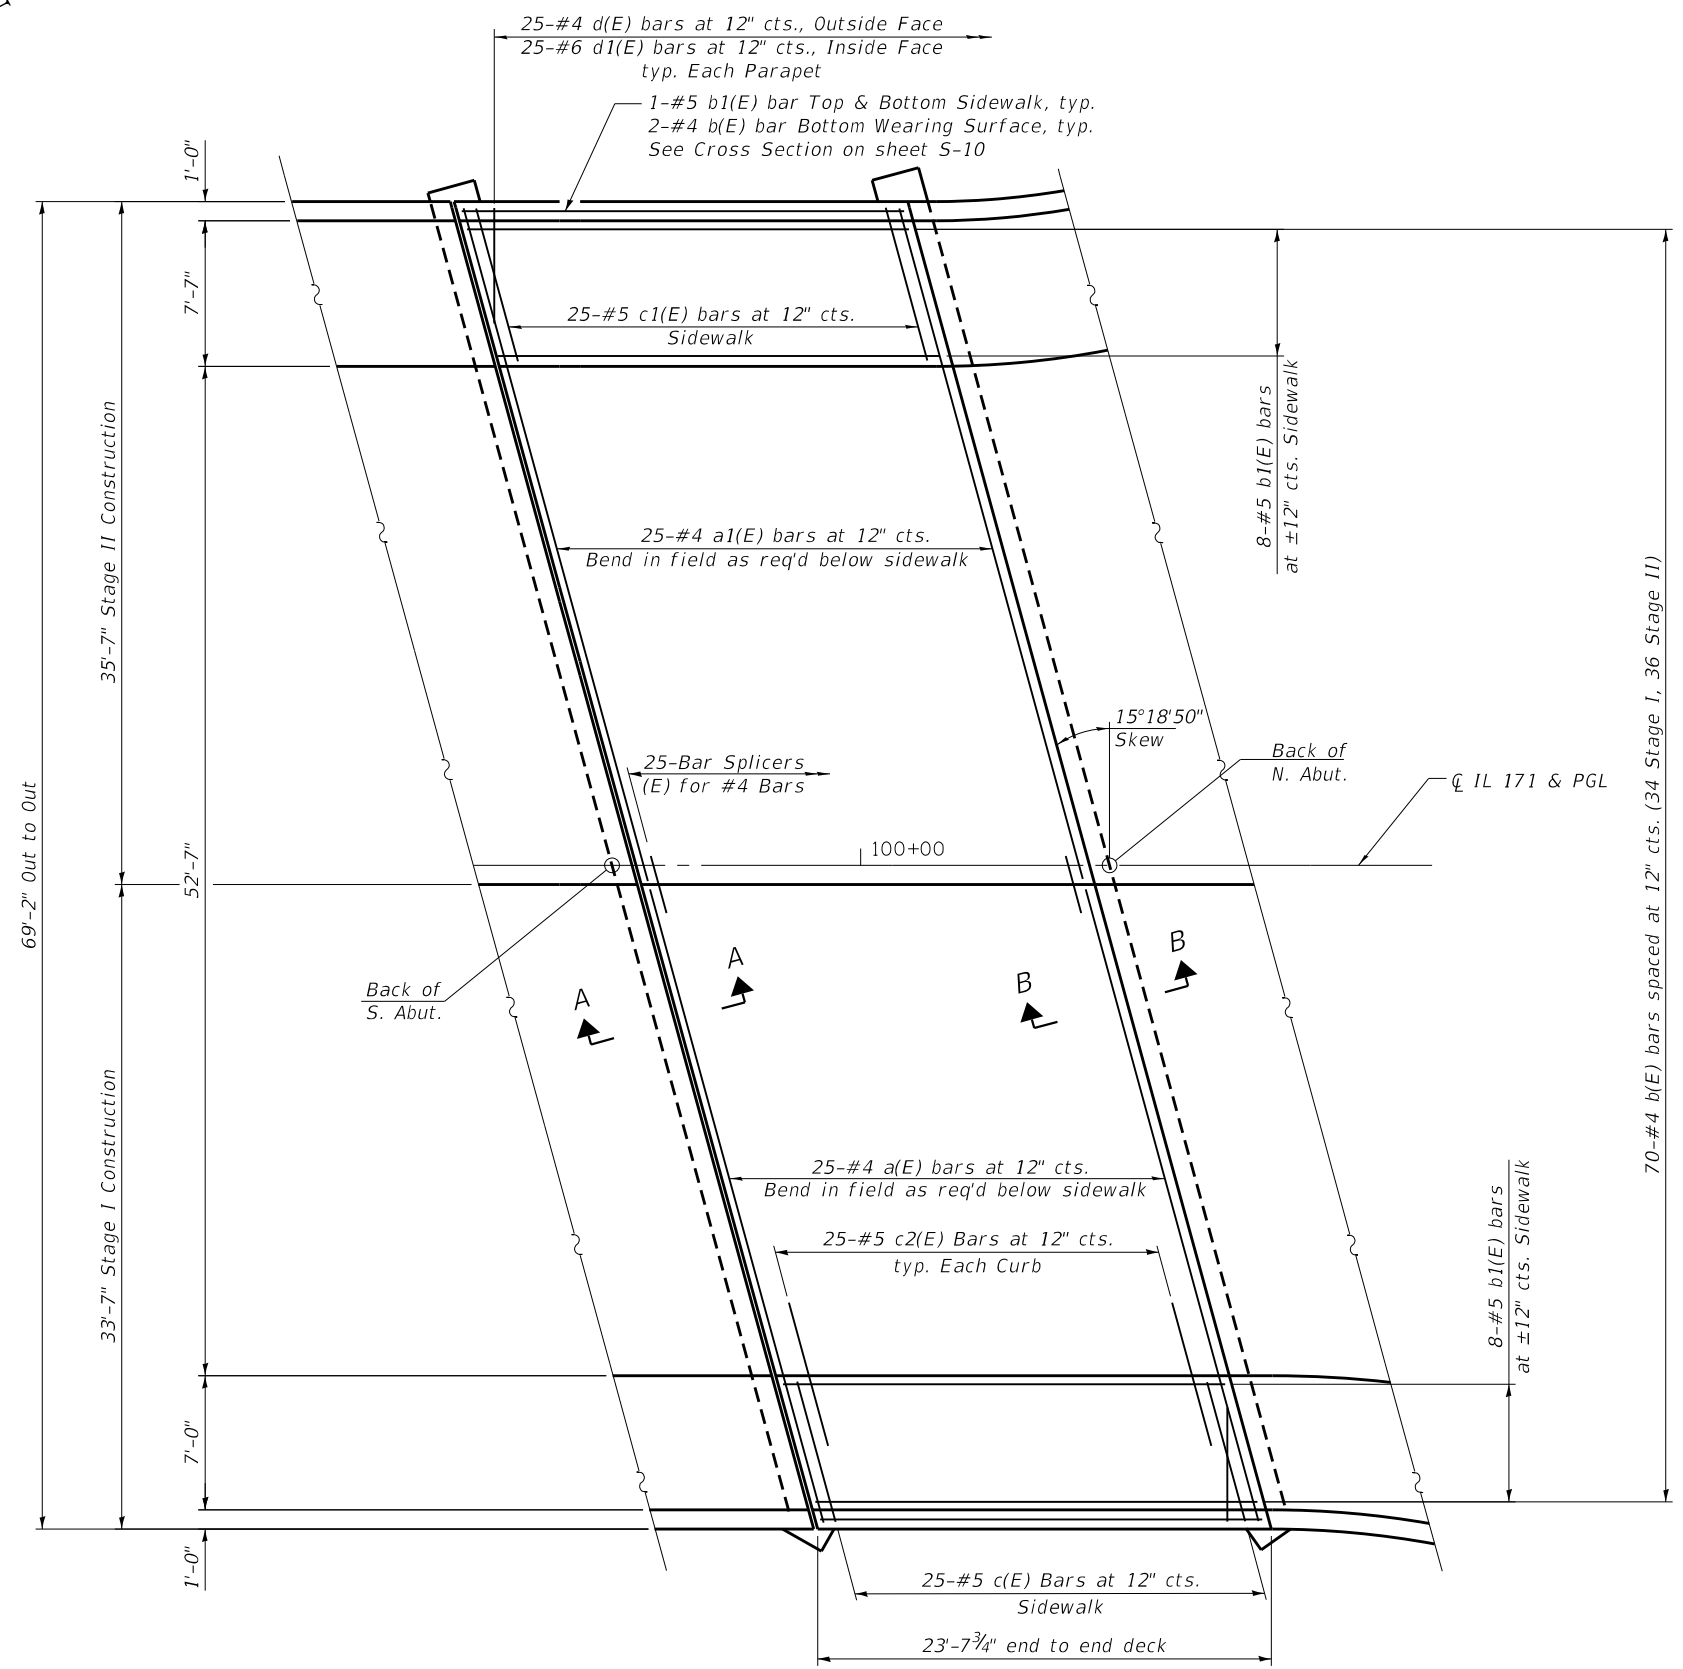 25-#4 d(E) bars at 12" cts., Outside Face
25-#6 d1(E) bars at 12" cts., Inside Face
typ. Each Parapet
1-#5 b1(E) bar Top & Bottom Sidewalk, typ.
2-#4 b(E) bar Bottom Wearing Surface, typ.
See Cross Section on sheet S-10
1'-0"
7'-7"
25-#5 c1(E) bars at 12" cts.
Sidewalk
8-#5 b1(E) bars
at ±12" cts. Sidewalk
35'-7" Stage II Construction
25-#4 a1(E) bars at 12" cts.
Bend in field as req'd below sidewalk
70-#4 b(E) bars spaced at 12" cts. (34 Stage I, 36 Stage II)
15°18'50"
Skew
25-Bar Splicers
(E) for #4 Bars
Back of
N. Abut.
℄ IL 171 & PGL
69'-2" Out to Out
52'-7"
100+00
A
A
B
B
Back of
S. Abut.
33'-7" Stage I Construction
25-#4 a(E) bars at 12" cts.
Bend in field as req'd below sidewalk
25-#5 c2(E) Bars at 12" cts.
typ. Each Curb
8-#5 b1(E) bars
at ±12" cts. Sidewalk
7'-0"
1'-0"
25-#5 c(E) Bars at 12" cts.
Sidewalk
23'-7¾" end to end deck